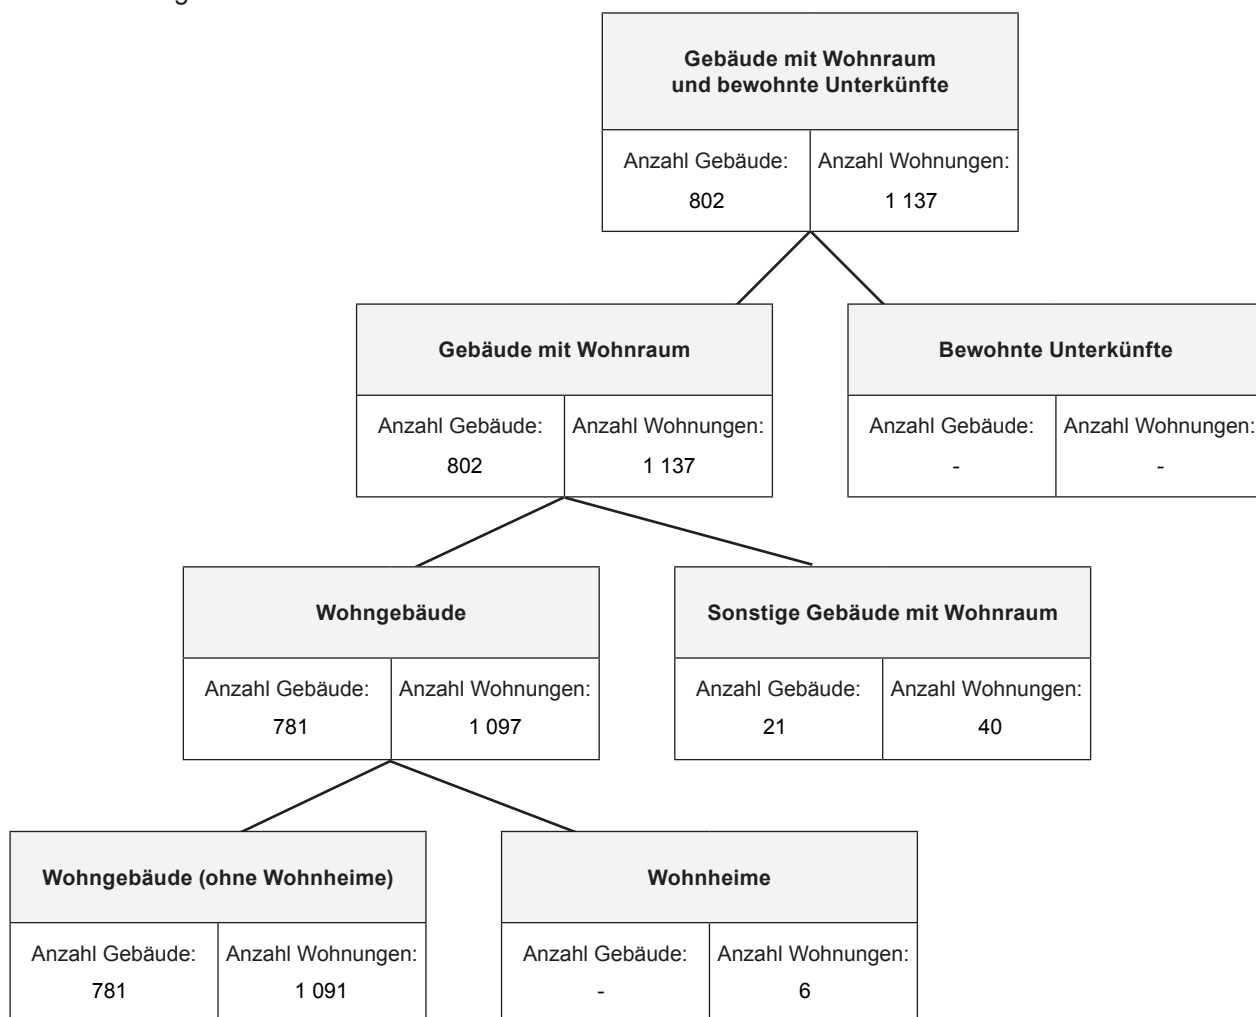 Gebäude mit Wohnraum
und bewohnte Unterkünfte
Anzahl Gebäude: Anzahl Wohnungen:
802 1 137
Gebäude mit Wohnraum
Anzahl Gebäude: Anzahl Wohnungen:
802 1 137
Bewohnte Unterkünfte
Anzahl Gebäude: Anzahl Wohnungen:
- -
Wohngebäude
Anzahl Gebäude: Anzahl Wohnungen:
781 1 097
Sonstige Gebäude mit Wohnraum
Anzahl Gebäude: Anzahl Wohnungen:
21 40
Wohngebäude (ohne Wohnheime)
Anzahl Gebäude: Anzahl Wohnungen:
781 1 091
Wohnheime
Anzahl Gebäude: Anzahl Wohnungen:
- 6